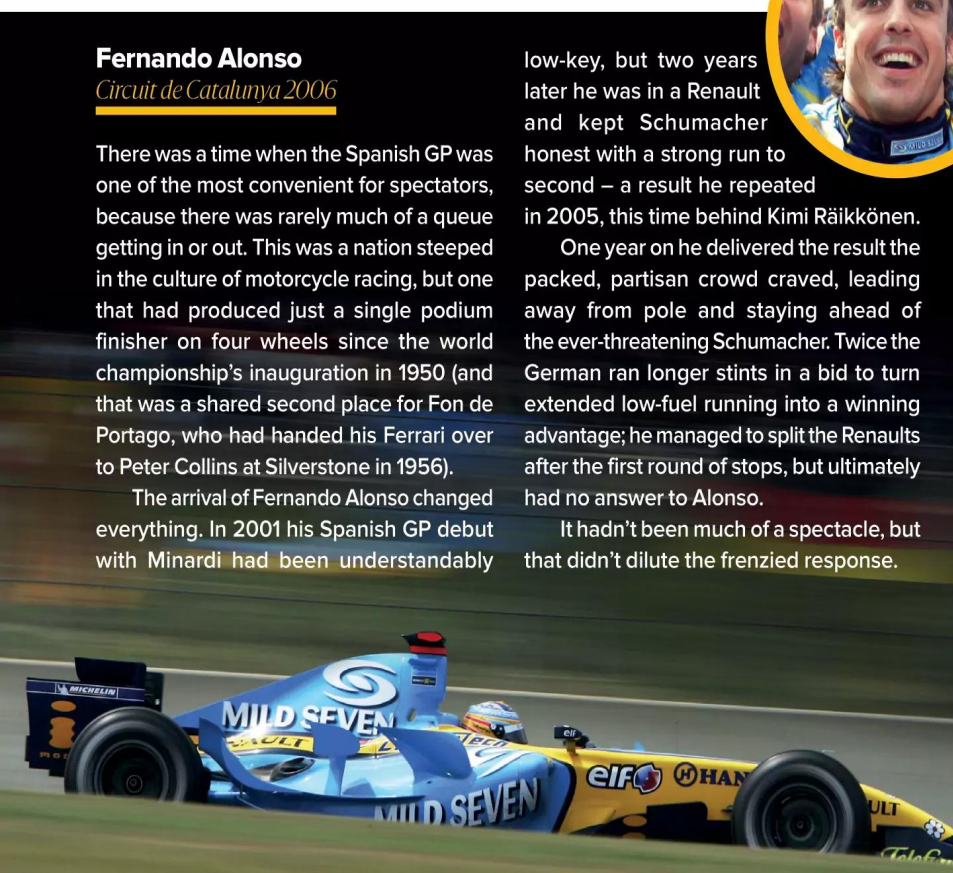 Fernando Alonso
Circuit de Catalunya 2006
There was a time when the Spanish GP was
one of the most convenient for spectators,
because there was rarely much of a queue
getting in or out. This was a nation steeped
in the culture of motorcycle racing, but one
that had produced just a single podium
finisher on four wheels since the world
championship's inauguration in 1950 (and
that was a shared second place for Fon de
Portago, who had handed his Ferrari over
to Peter Collins at Silverstone in 1956).
The arrival of Fernando Alonso changed
everything. In 2001 his Spanish GP debut
with Minardi had been understandably
low-key, but two years
later he was in a Renault
and kept Schumacher
honest with a strong run to
second – a result he repeated
in 2005, this time behind Kimi Räikkönen.
One year on he delivered the result the
packed, partisan crowd craved, leading
away from pole and staying ahead of
the ever-threatening Schumacher. Twice the
German ran longer stints in a bid to turn
extended low-fuel running into a winning
advantage; he managed to split the Renaults
after the first round of stops, but ultimately
had no answer to Alonso.
It hadn't been much of a spectacle, but
that didn't dilute the frenzied response.
MICHELIN
MILD SEVEN
elf
elf
HAN
MILD SEVEN
ULT